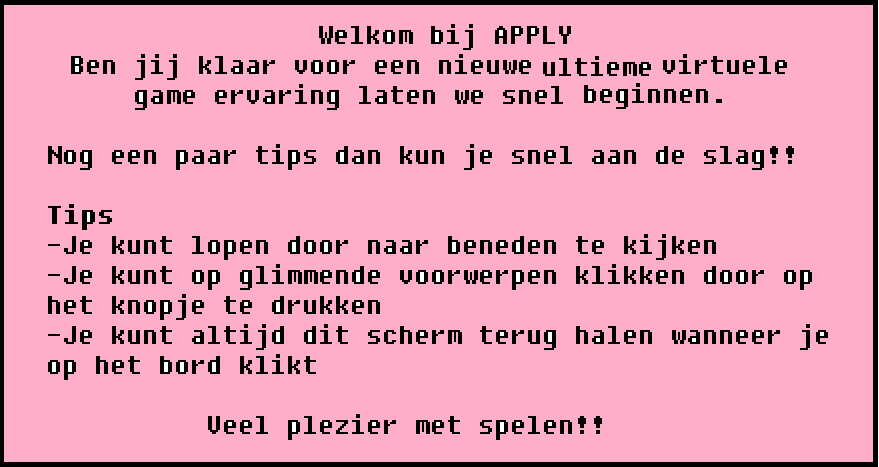 Welkom bij APPLY
Ben jij klaar voor een nieuwe ultieme virtuele
game ervaring laten we snel beginnen.
Nog een paar tips dan kun je snel aan de slag!!
Tips
-Je kunt lopen door naar beneden te kijken
-Je kunt op glimmende voorwerpen klikken door op
het knopje te drukken
-Je kunt altijd dit scherm terug halen wanneer je
op het bord klikt
Veel plezier met spelen!!